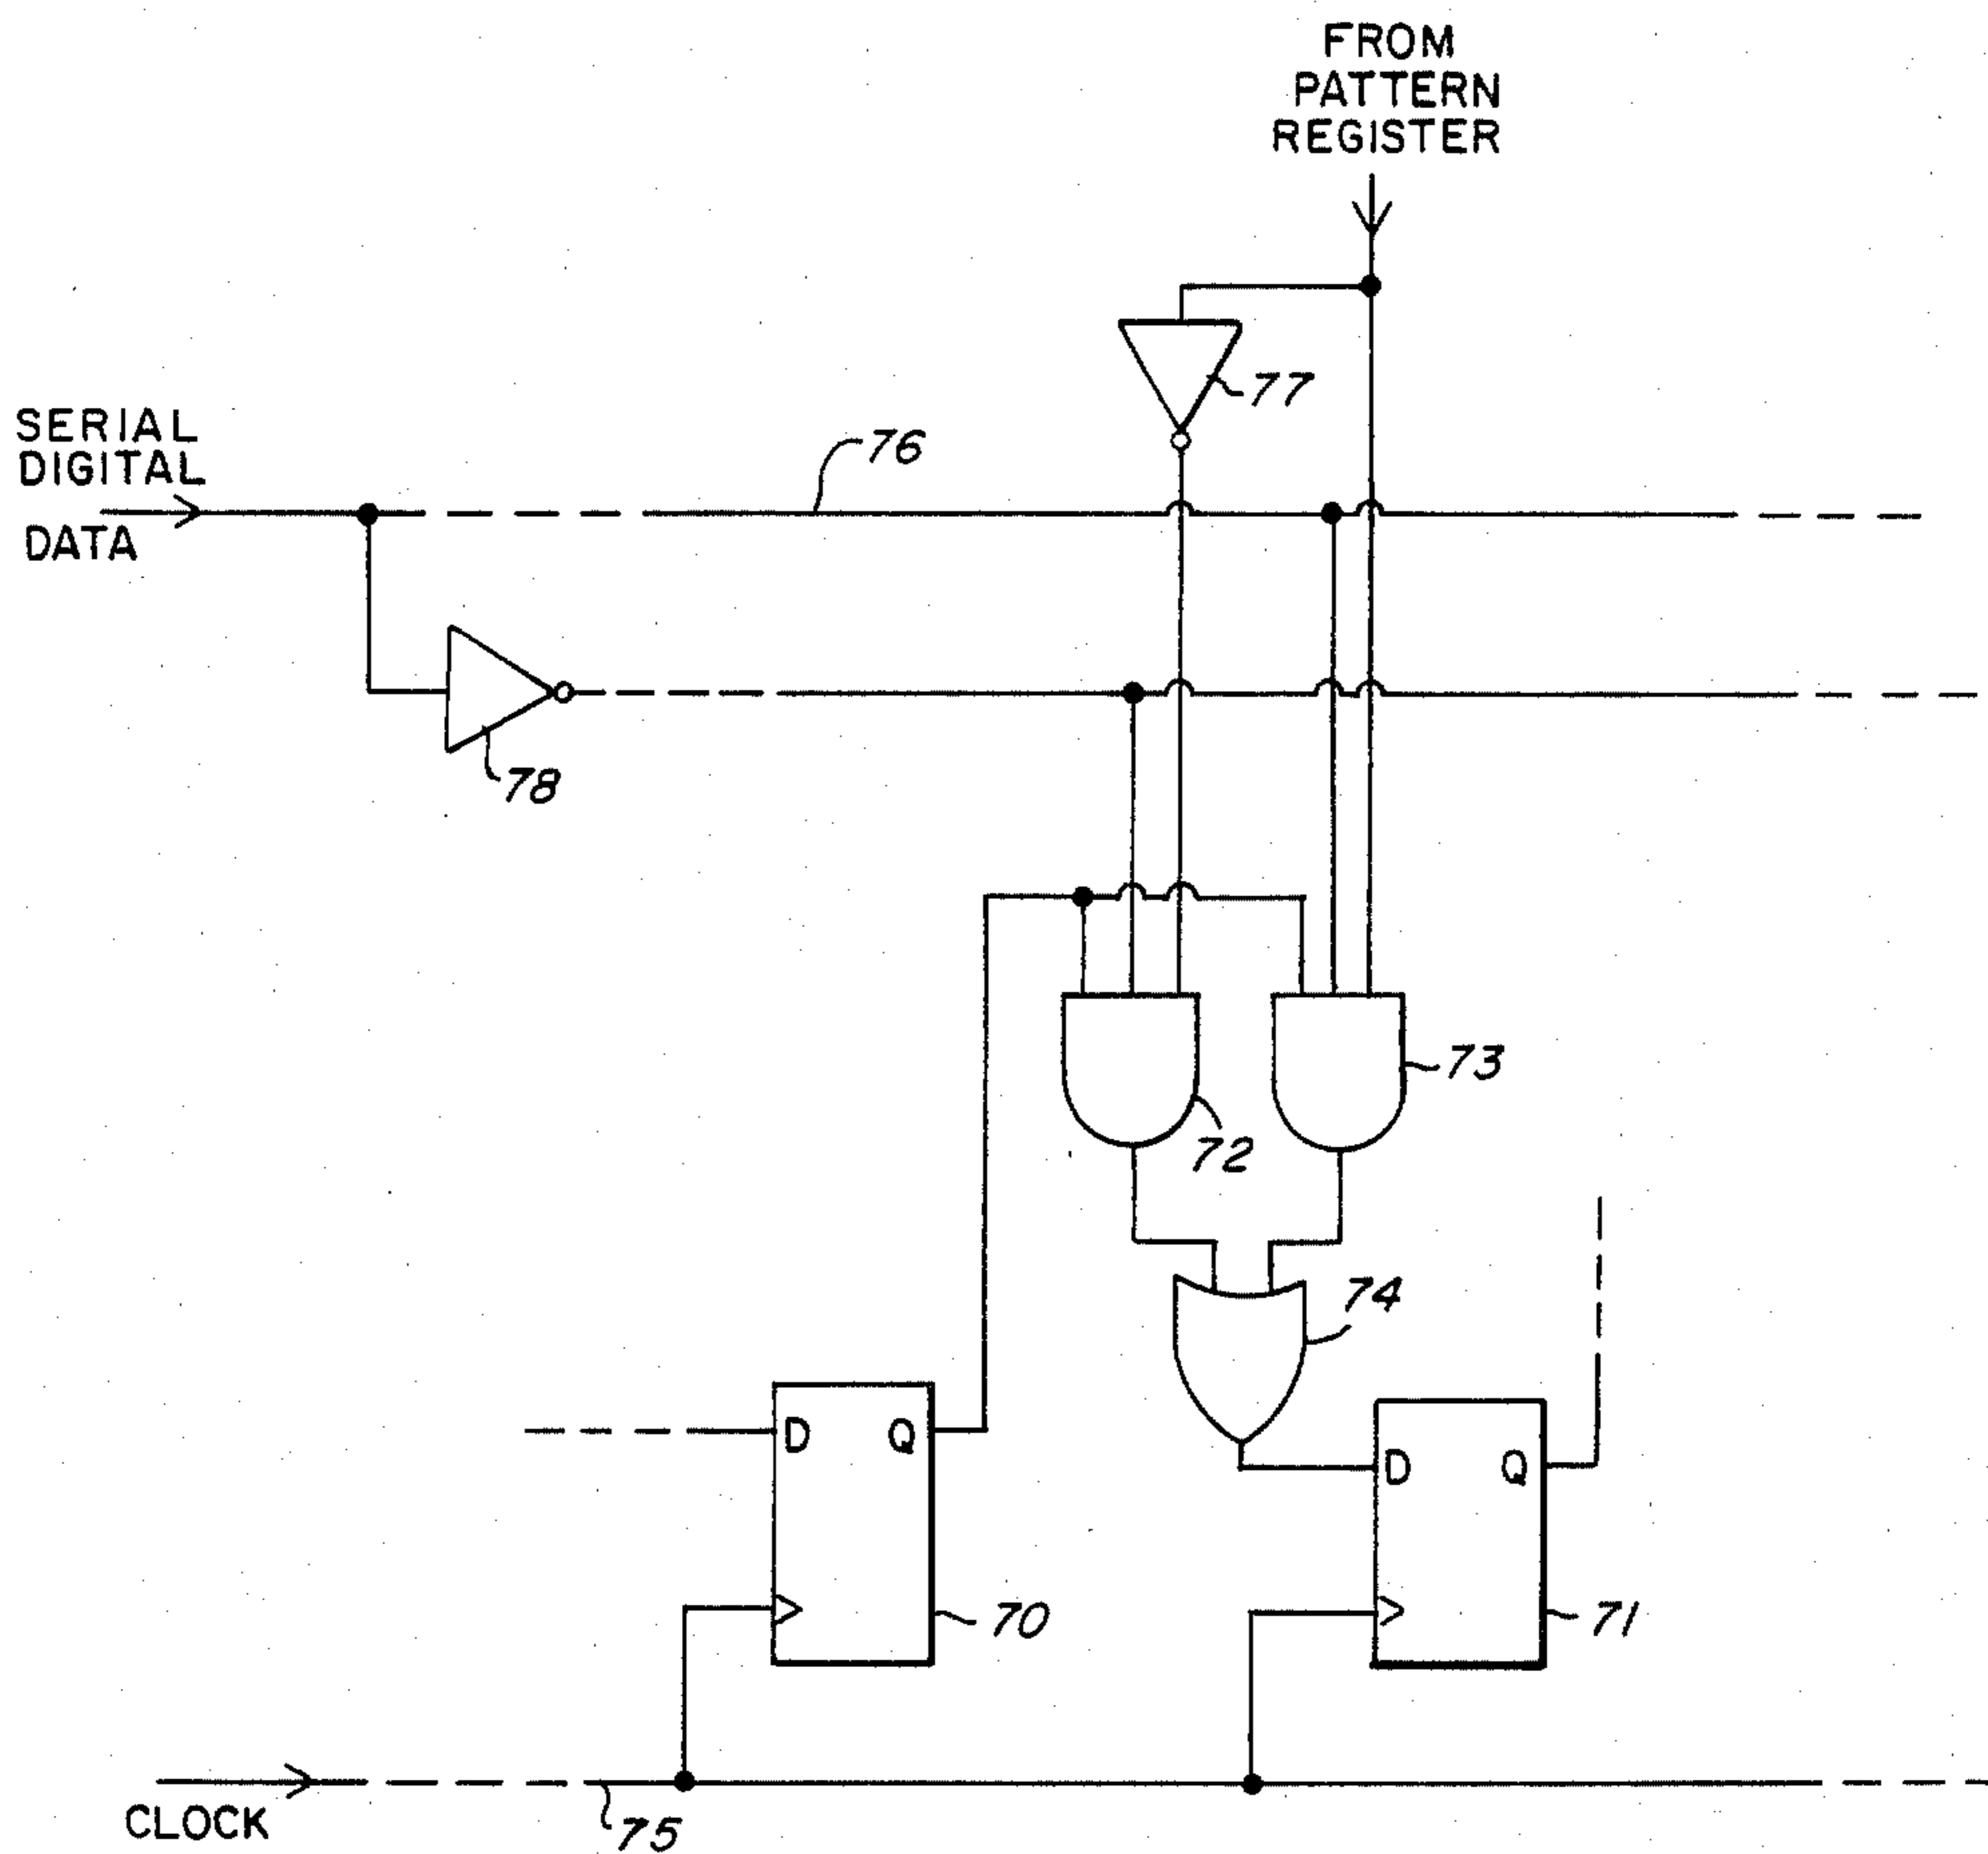 FROM
PATTERN
REGISTER
77
76
SERIAL
DIGITAL
DATA
78
73
72
74
D Q
D Q
70
71
CLOCK
75